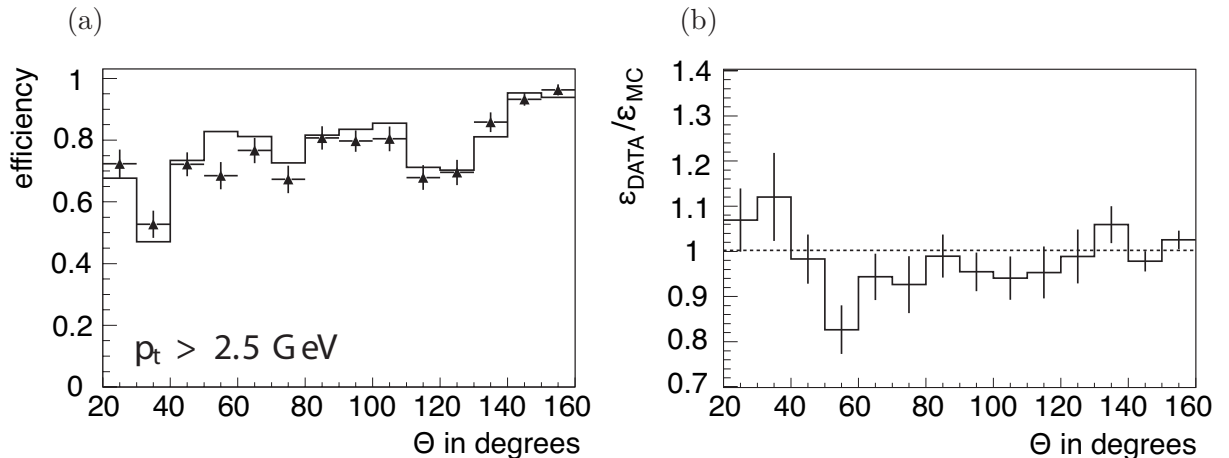 (a)
efficiency
1
0.8
0.6
0.4
0.2
0
p_t > 2.5 GeV
20 40 60 80 100 120 140 160
Θ in degrees
(b)
ε_DATA/ε_MC
1.4
1.3
1.2
1.1
1
0.9
0.8
0.7
20 40 60 80 100 120 140 160
Θ in degrees